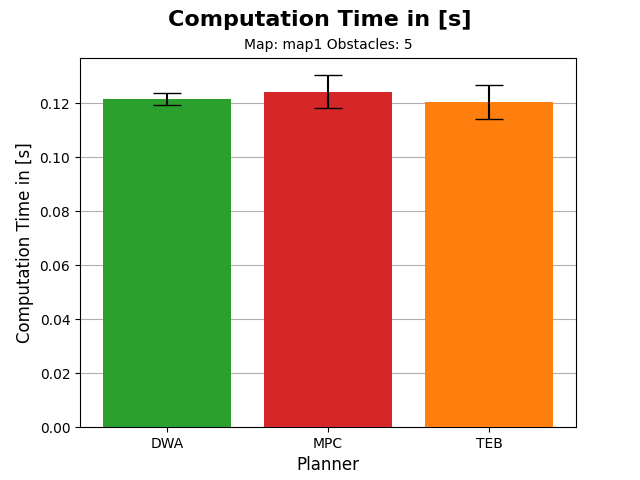 Computation Time in [s]
Map: map1 Obstacles: 5
Computation Time in [s]
0.12
0.10
0.08
0.06
0.04
0.02
0.00
DWA
MPC
TEB
Planner